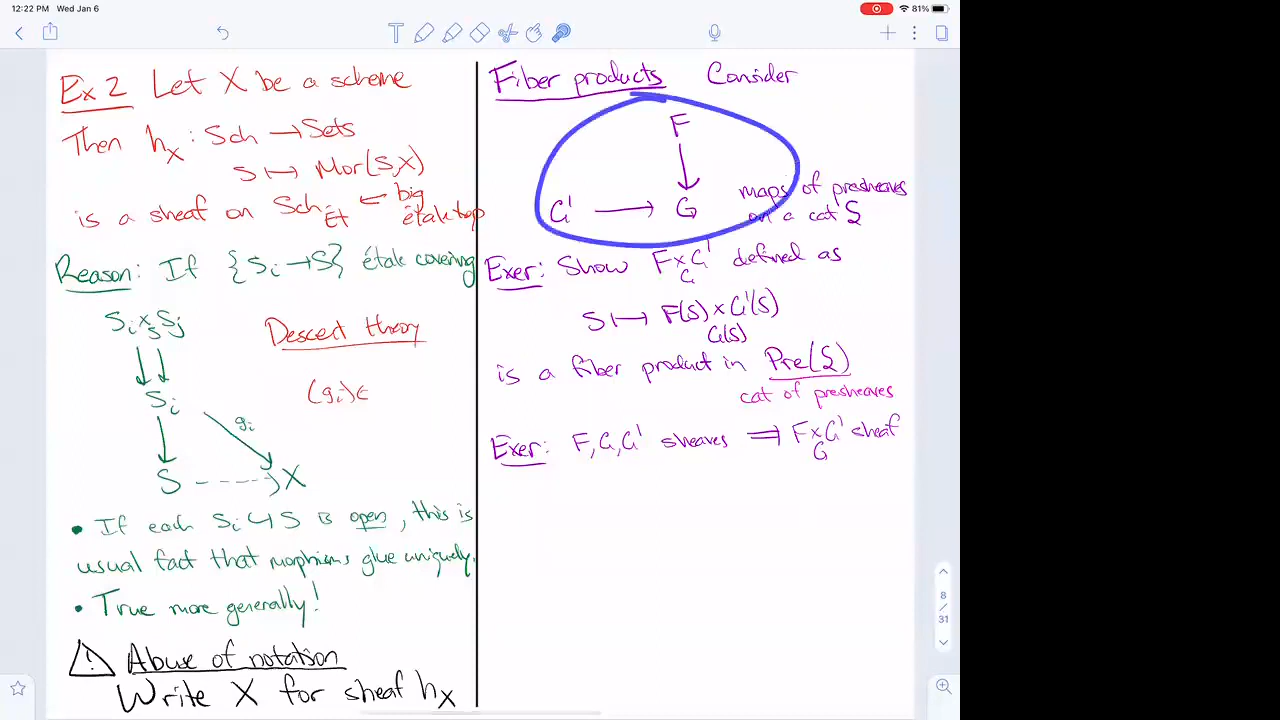 12:22 PM Wed Jan 6
81%
Ex 2 Let X be a scheme
Then h_X : Sch → Sets
S ↦ Mor(S,X)
is a sheaf on Sch_Ét ← big étale top
Reason: If {S_i → S} étale covering
S_i ×_S S_j
Descent theory
S_i
(g_i) ∈
g_i
S ⇢ X
• If each S_i ↪ S is open, this is
usual fact that morphisms glue uniquely.
• True more generally!
⚠ Abuse of notation
Write X for sheaf h_X
Fiber products Consider
F
G' → G
maps of presheaves
on a cat S
Exer: Show F ×_G G' defined as
S ↦ F(S) ×_G(S) G'(S)
is a fiber product in Pre(S)
cat of presheaves
Exer: F, G, G' sheaves ⟹ F ×_G G' sheaf
8
/
31